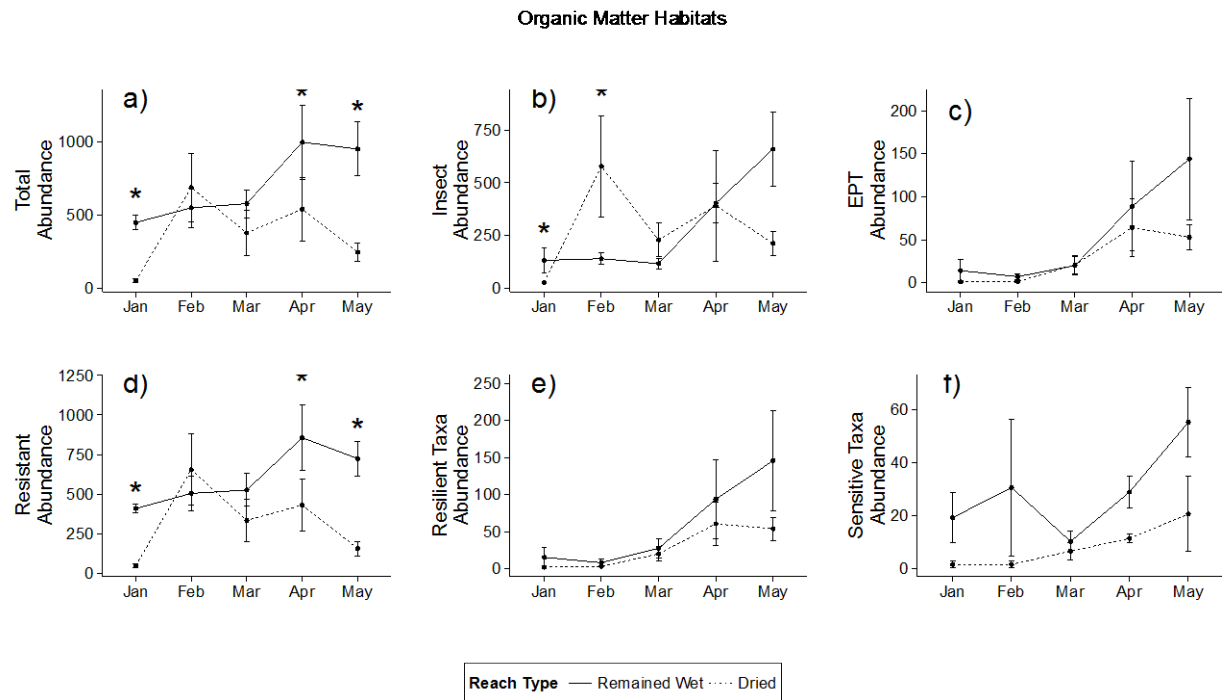 Organic Matter Habitats
a)
*
*
*
Total
Abundance
1000
500
0
Jan Feb Mar Apr May
b)
*
*
Insect
Abundance
750
500
250
0
Jan Feb Mar Apr May
c)
EPT
Abundance
200
150
100
50
0
Jan Feb Mar Apr May
d)
*
*
*
Resistant
Abundance
1250
1000
750
500
250
0
Jan Feb Mar Apr May
e)
Resilient Taxa
Abundance
250
200
150
100
50
0
Jan Feb Mar Apr May
f)
Sensitive Taxa
Abundance
60
40
20
0
Jan Feb Mar Apr May
Reach Type Remained Wet Dried